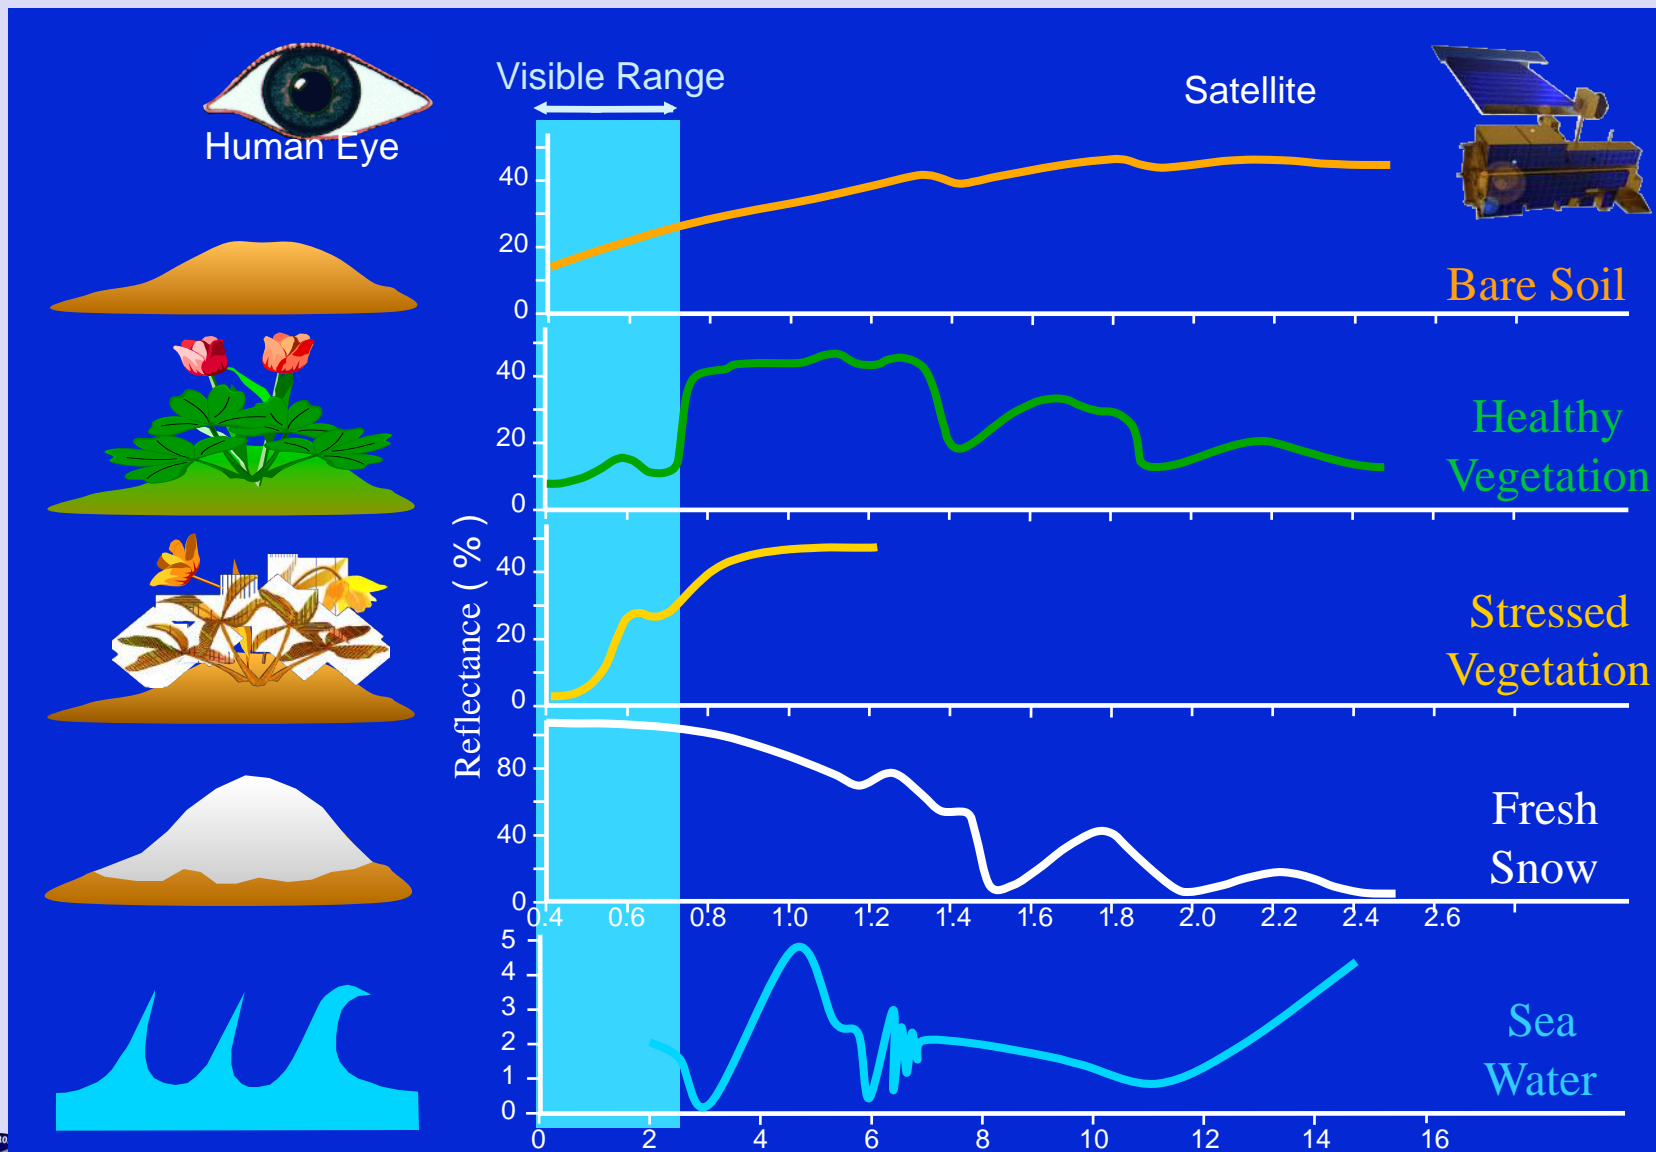 Visible Range
Satellite
Human Eye
40
20
0
Bare Soil
40
20
0
Healthy
Vegetation
Reflectance ( % )
40
20
0
Stressed
Vegetation
80
40
0
Fresh
Snow
0.4 0.6 0.8 1.0 1.2 1.4 1.6 1.8 2.0 2.2 2.4 2.6
5
4
3
2
1
0
Sea
Water
0 2 4 6 8 10 12 14 16